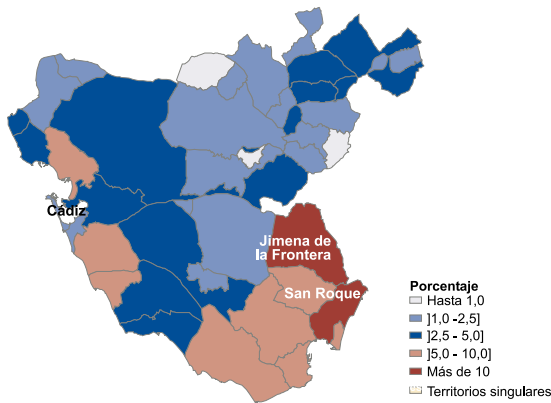 Cádiz
Jimena de
la Frontera
San Roque
Porcentaje
Hasta 1,0
]1,0 -2,5]
]2,5 - 5,0]
]5,0 - 10,0]
Más de 10
Territorios singulares